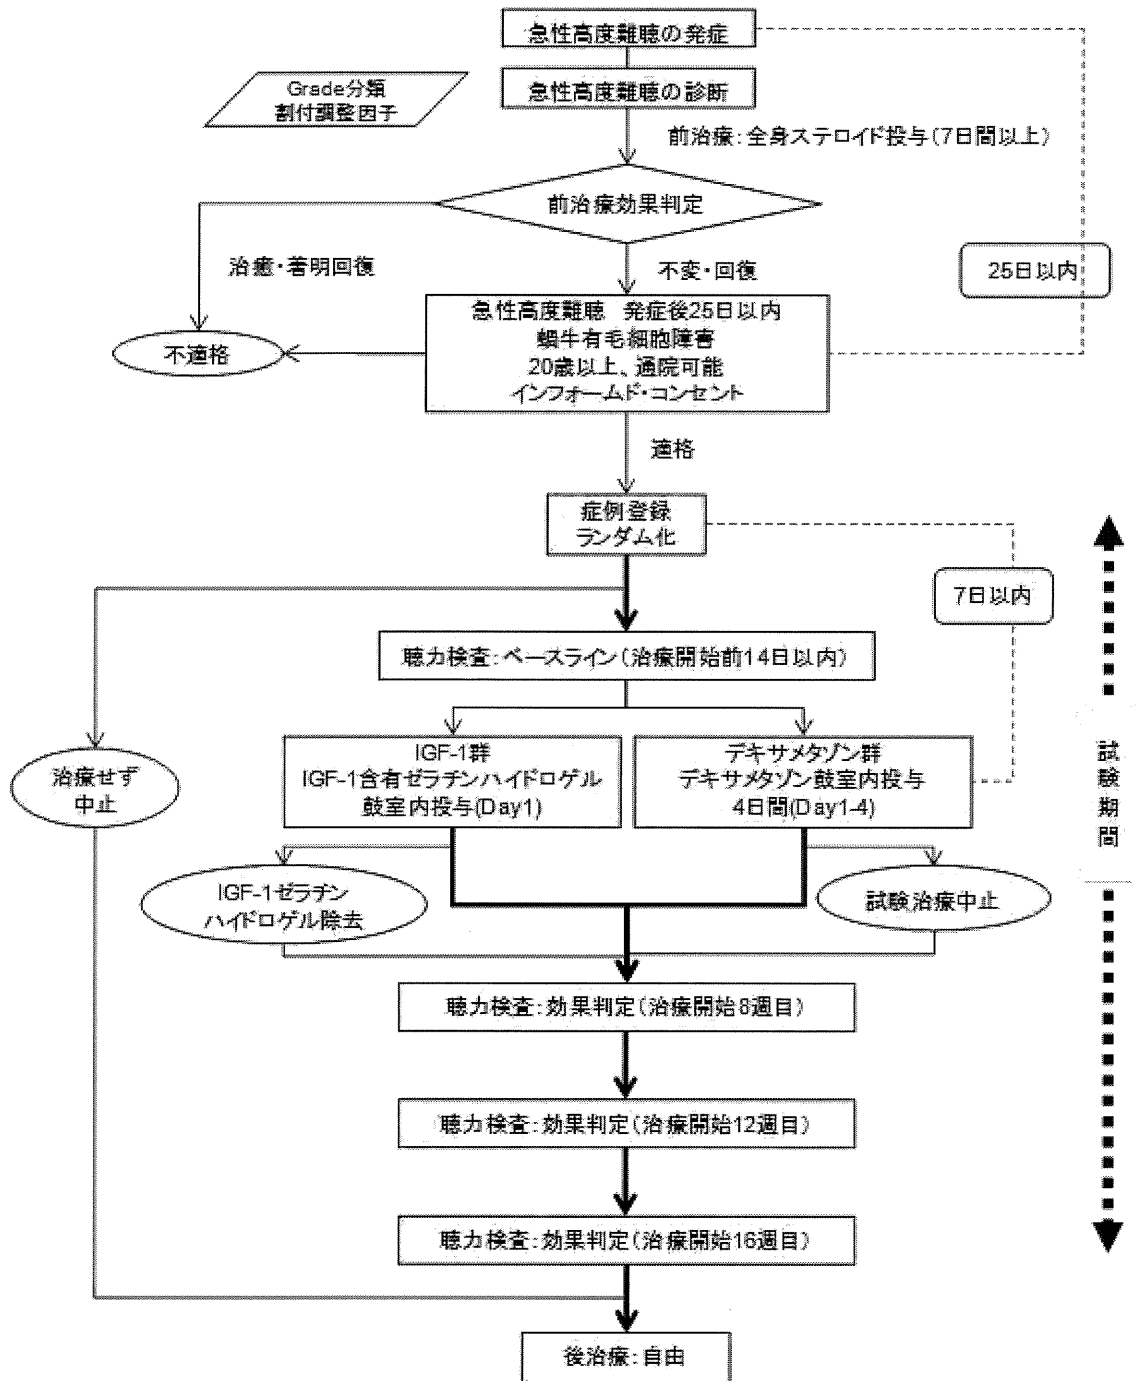 急性高度難聴の発症
急性高度難聴の診断
Grade分類
割付調整因子
前治療：全身ステロイド投与（7日間以上）
前治療効果判定
治癒・著明回復
不変・回復
25日以内
急性高度難聴　発症後25日以内
蝸牛有毛細胞障害
20歳以上、通院可能
インフォームド・コンセント
不適格
適格
症例登録
ランダム化
7日以内
聴力検査：ベースライン（治療開始前14日以内）
IGF-1群
IGF-1含有ゼラチンハイドロゲル
鼓室内投与(Day1)
デキサメタゾン群
デキサメタゾン鼓室内投与
4日間(Day1-4)
治療せず
中止
試験期間
IGF-1ゼラチン
ハイドロゲル除去
試験治療中止
聴力検査：効果判定（治療開始8週目）
聴力検査：効果判定（治療開始12週目）
聴力検査：効果判定（治療開始16週目）
後治療：自由